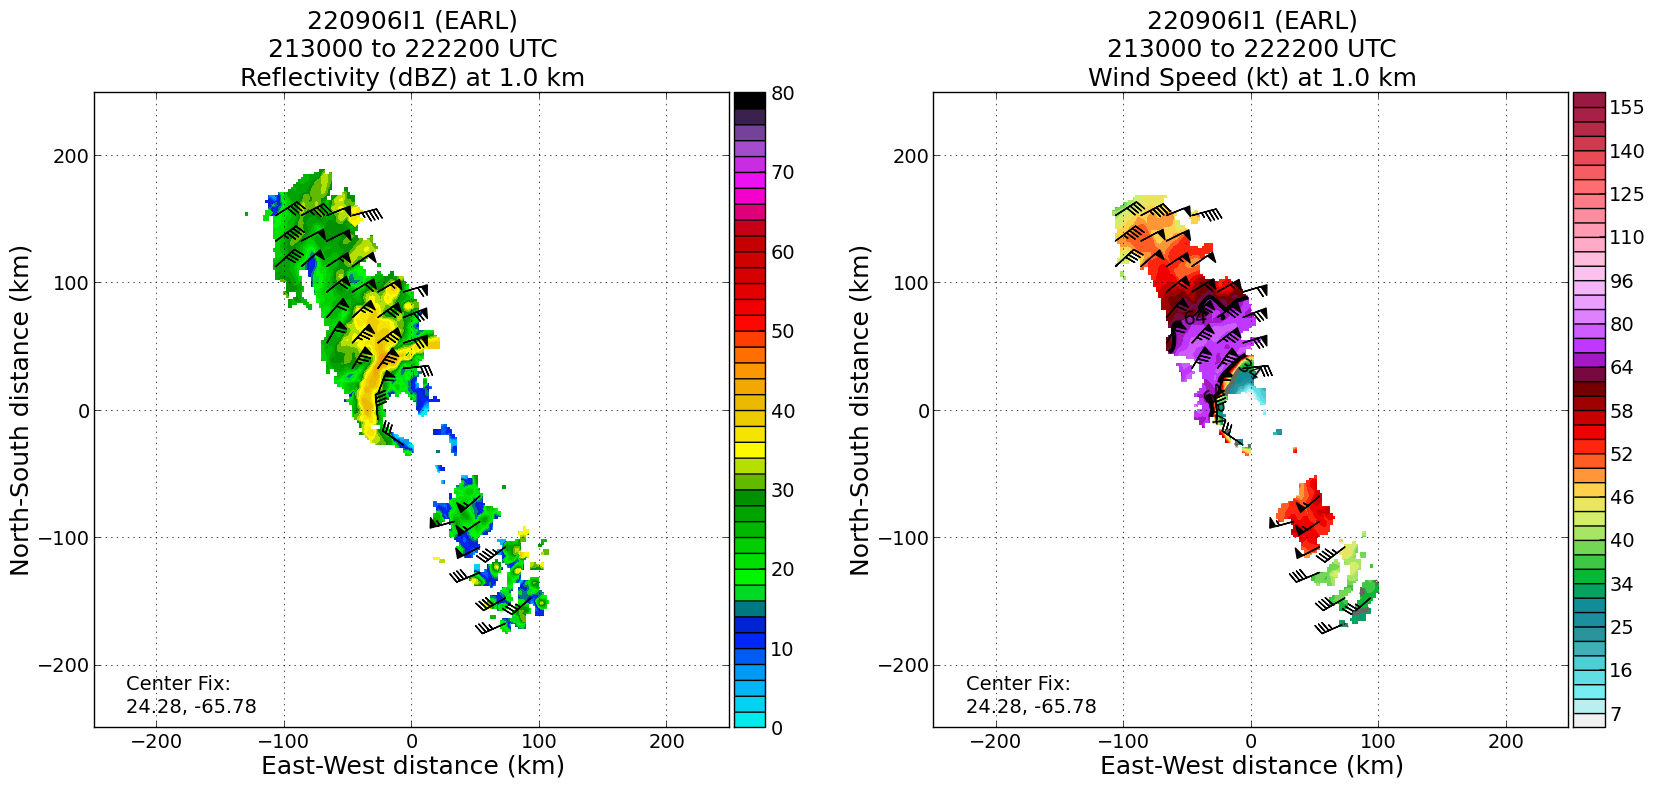 220906I1 (EARL)
213000 to 222200 UTC
Reflectivity (dBZ) at 1.0 km
North-South distance (km)
200
100
0
−100
−200
Center Fix:
24.28, -65.78
−200 −100 0 100 200
East-West distance (km)
80
70
60
50
40
30
20
10
0
220906I1 (EARL)
213000 to 222200 UTC
Wind Speed (kt) at 1.0 km
North-South distance (km)
200
100
0
−100
−200
64
Center Fix:
24.28, -65.78
−200 −100 0 100 200
East-West distance (km)
155
140
125
110
96
80
64
58
52
46
40
34
25
16
7